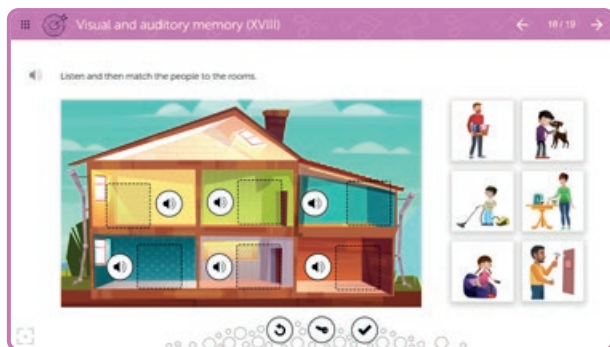 Visual and auditory memory (XVIII)
18 / 19
Listen and then match the people to the rooms.